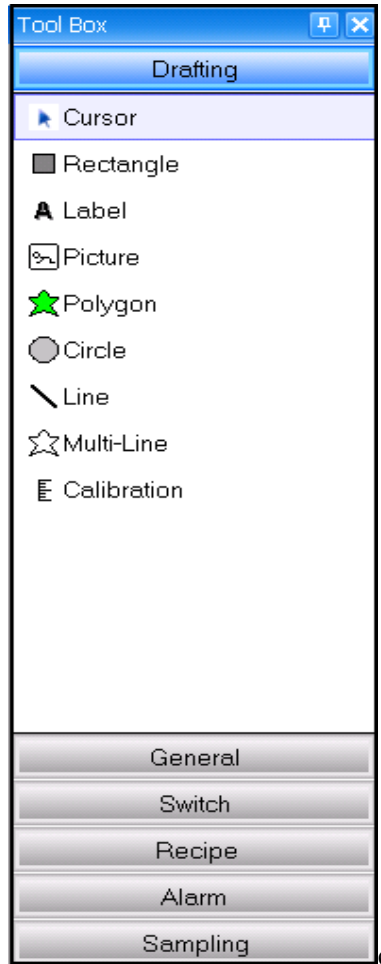 Tool Box
Drafting
Cursor
Rectangle
A Label
Picture
Polygon
Circle
Line
Multi-Line
Calibration
General
Switch
Recipe
Alarm
Sampling